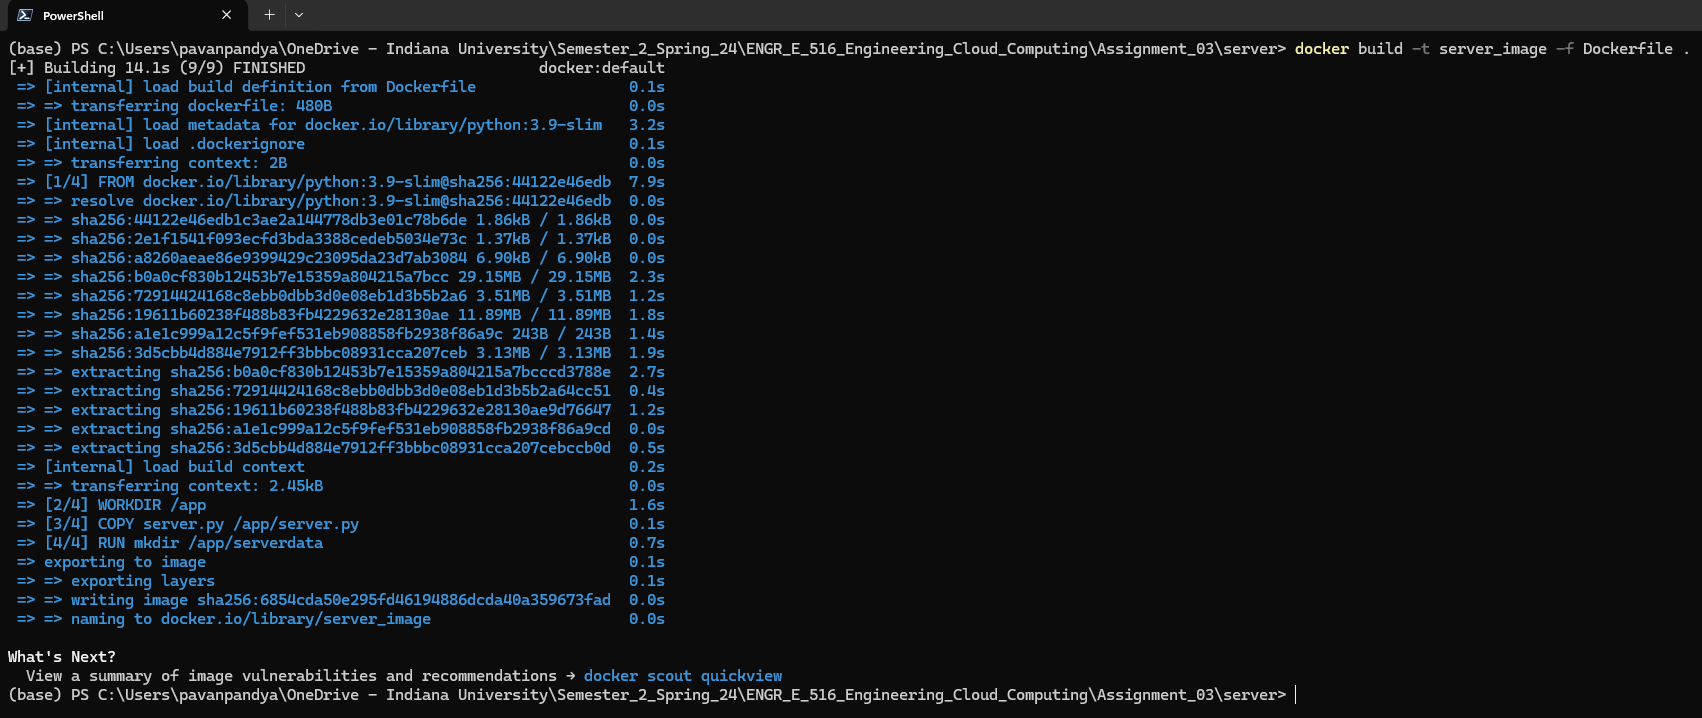 PowerShell
(base) PS C:\Users\pavanpandya\OneDrive - Indiana University\Semester_2_Spring_24\ENGR_E_516_Engineering_Cloud_Computing\Assignment_03\server> docker build -t server_image -f Dockerfile .
[+] Building 14.1s (9/9) FINISHED docker:default
=> [internal] load build definition from Dockerfile 0.1s
=> => transferring dockerfile: 480B 0.0s
=> [internal] load metadata for docker.io/library/python:3.9-slim 3.2s
=> [internal] load .dockerignore 0.1s
=> => transferring context: 2B 0.0s
=> [1/4] FROM docker.io/library/python:3.9-slim@sha256:44122e46edb 7.9s
=> => resolve docker.io/library/python:3.9-slim@sha256:44122e46edb 0.0s
=> => sha256:44122e46edb1c3ae2a144778db3e01c78b6de 1.86kB / 1.86kB 0.0s
=> => sha256:2e1f1541f093ecfd3bda3388cedeb5034e73c 1.37kB / 1.37kB 0.0s
=> => sha256:a8260aeae86e9399429c23095da23d7ab3084 6.90kB / 6.90kB 0.0s
=> => sha256:b0a0cf830b12453b7e15359a804215a7bcc 29.15MB / 29.15MB 2.3s
=> => sha256:72914424168c8ebb0dbb3d0e08eb1d3b5b2a6 3.51MB / 3.51MB 1.2s
=> => sha256:19611b60238f488b83fb4229632e28130ae 11.89MB / 11.89MB 1.8s
=> => sha256:a1e1c999a12c5f9fef531eb908858fb2938f86a9c 243B / 243B 1.4s
=> => sha256:3d5cbb4d884e7912ff3bbbc08931cca207ceb 3.13MB / 3.13MB 1.9s
=> => extracting sha256:b0a0cf830b12453b7e15359a804215a7bcccd3788e 2.7s
=> => extracting sha256:72914424168c8ebb0dbb3d0e08eb1d3b5b2a64cc51 0.4s
=> => extracting sha256:19611b60238f488b83fb4229632e28130ae9d76647 1.2s
=> => extracting sha256:a1e1c999a12c5f9fef531eb908858fb2938f86a9cd 0.0s
=> => extracting sha256:3d5cbb4d884e7912ff3bbbc08931cca207cebccb0d 0.5s
=> [internal] load build context 0.2s
=> => transferring context: 2.45kB 0.0s
=> [2/4] WORKDIR /app 1.6s
=> [3/4] COPY server.py /app/server.py 0.1s
=> [4/4] RUN mkdir /app/serverdata 0.7s
=> exporting to image 0.1s
=> => exporting layers 0.1s
=> => writing image sha256:6854cda50e295fd46194886dcda40a359673fad 0.0s
=> => naming to docker.io/library/server_image 0.0s
What's Next?
View a summary of image vulnerabilities and recommendations → docker scout quickview
(base) PS C:\Users\pavanpandya\OneDrive - Indiana University\Semester_2_Spring_24\ENGR_E_516_Engineering_Cloud_Computing\Assignment_03\server>